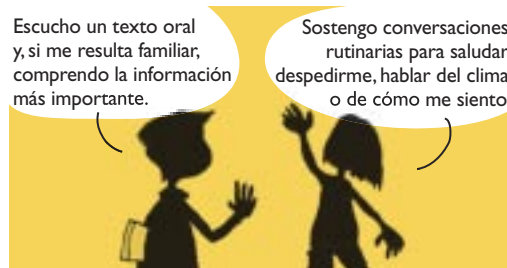 Escucho un texto oral
y, si me resulta familiar,
comprendo la información
más importante.
Sostengo conversaciones
rutinarias para saludar
despedirme, hablar del clima
o de cómo me siento